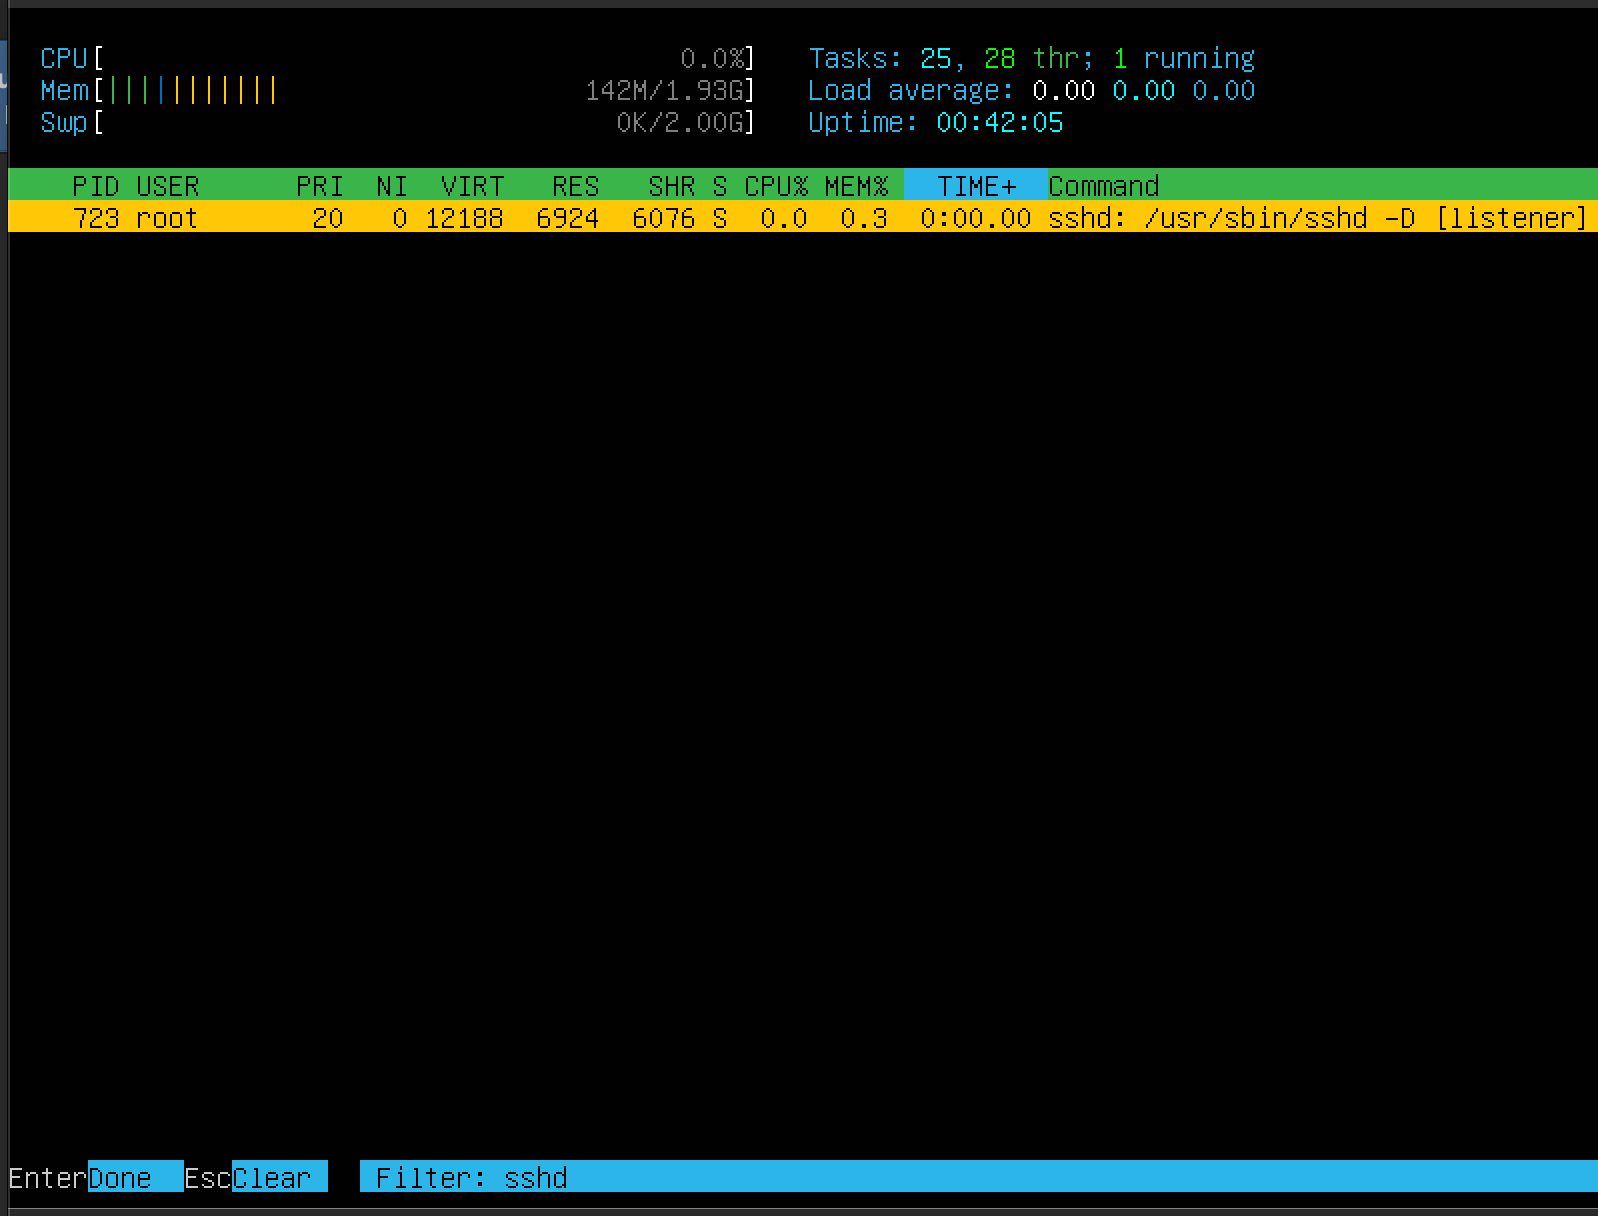 CPU[ 0.0%] Tasks: 25, 28 thr; 1 running
Mem[||||||||||| 142M/1.93G] Load average: 0.00 0.00 0.00
Swp[ 0K/2.00G] Uptime: 00:42:05
PID USER PRI NI VIRT RES SHR S CPU% MEM% TIME+ Command
723 root 20 0 12188 6924 6076 S 0.0 0.3 0:00.00 sshd: /usr/sbin/sshd -D [listener]
EnterDone EscClear Filter: sshd